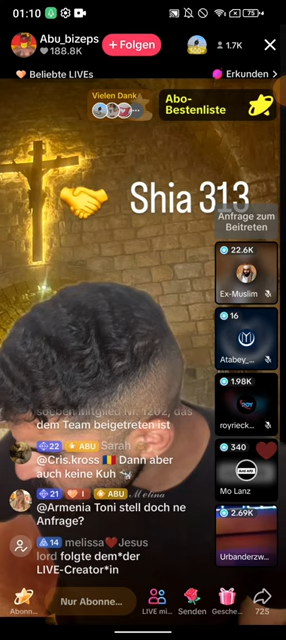 01:10
75
Abu_bizeps
188.8K
+ Folgen
1.7K
Beliebte LIVEs
Erkunden >
Vielen Dank
Abo-
Bestenliste
🤝 Shia 313
Anfrage zum
Beitreten
22.6K
Ex-Muslim
16
Atabey_...
1.98K
royrieck...
340
Mo Lanz
2.69K
Urbanderzw...
soeben Mitglied Nr. 1202, das
dem Team beigetreten ist
22 ABU Sarah
@Cris.kross 🇷🇴 Dann aber
auch keine Kuh
21 I ABU Melina
@Armenia Toni stell doch ne
Anfrage?
14 melissa❤️Jesus
lord folgte dem*der
LIVE-Creator*in
Abonn...
Nur Abonne...
LIVE mi...
Senden
Gesche...
725